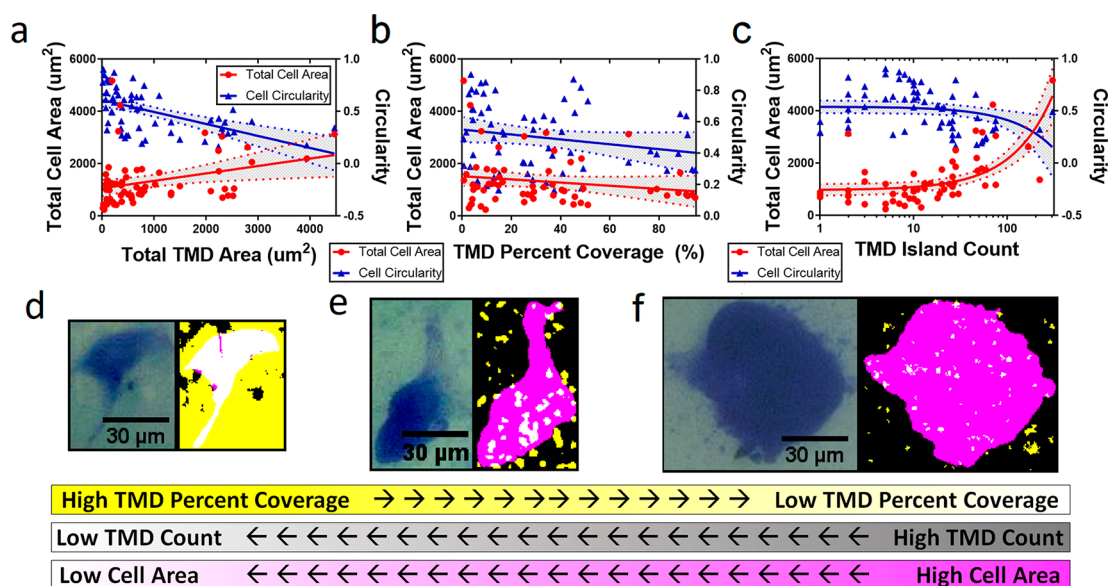 a
b
c
Total Cell Area (um²)
6000
4000
2000
0
0
1000
2000
3000
4000
1.0
0.5
0.0
-0.5
Circularity
Total TMD Area (um²)
Total Cell Area
Cell Circularity
Total Cell Area (um²)
6000
4000
2000
0
0
20
40
60
80
1.0
0.8
0.6
0.4
0.2
0.0
Circularity
TMD Percent Coverage (%)
Total Cell Area
Cell Circularity
Total Cell Area (um²)
6000
4000
2000
0
1
10
100
1.0
0.5
0.0
-0.5
Circularity
TMD Island Count
Total Cell Area
Cell Circularity
d
30 µm
e
30 µm
f
30 µm
High TMD Percent Coverage → → → → → → → → → → → → Low TMD Percent Coverage
Low TMD Count ← ← ← ← ← ← ← ← ← ← ← ← ← ← ← ← ← ← ← ← ← High TMD Count
Low Cell Area ← ← ← ← ← ← ← ← ← ← ← ← ← ← ← ← ← ← ← ← ← High Cell Area